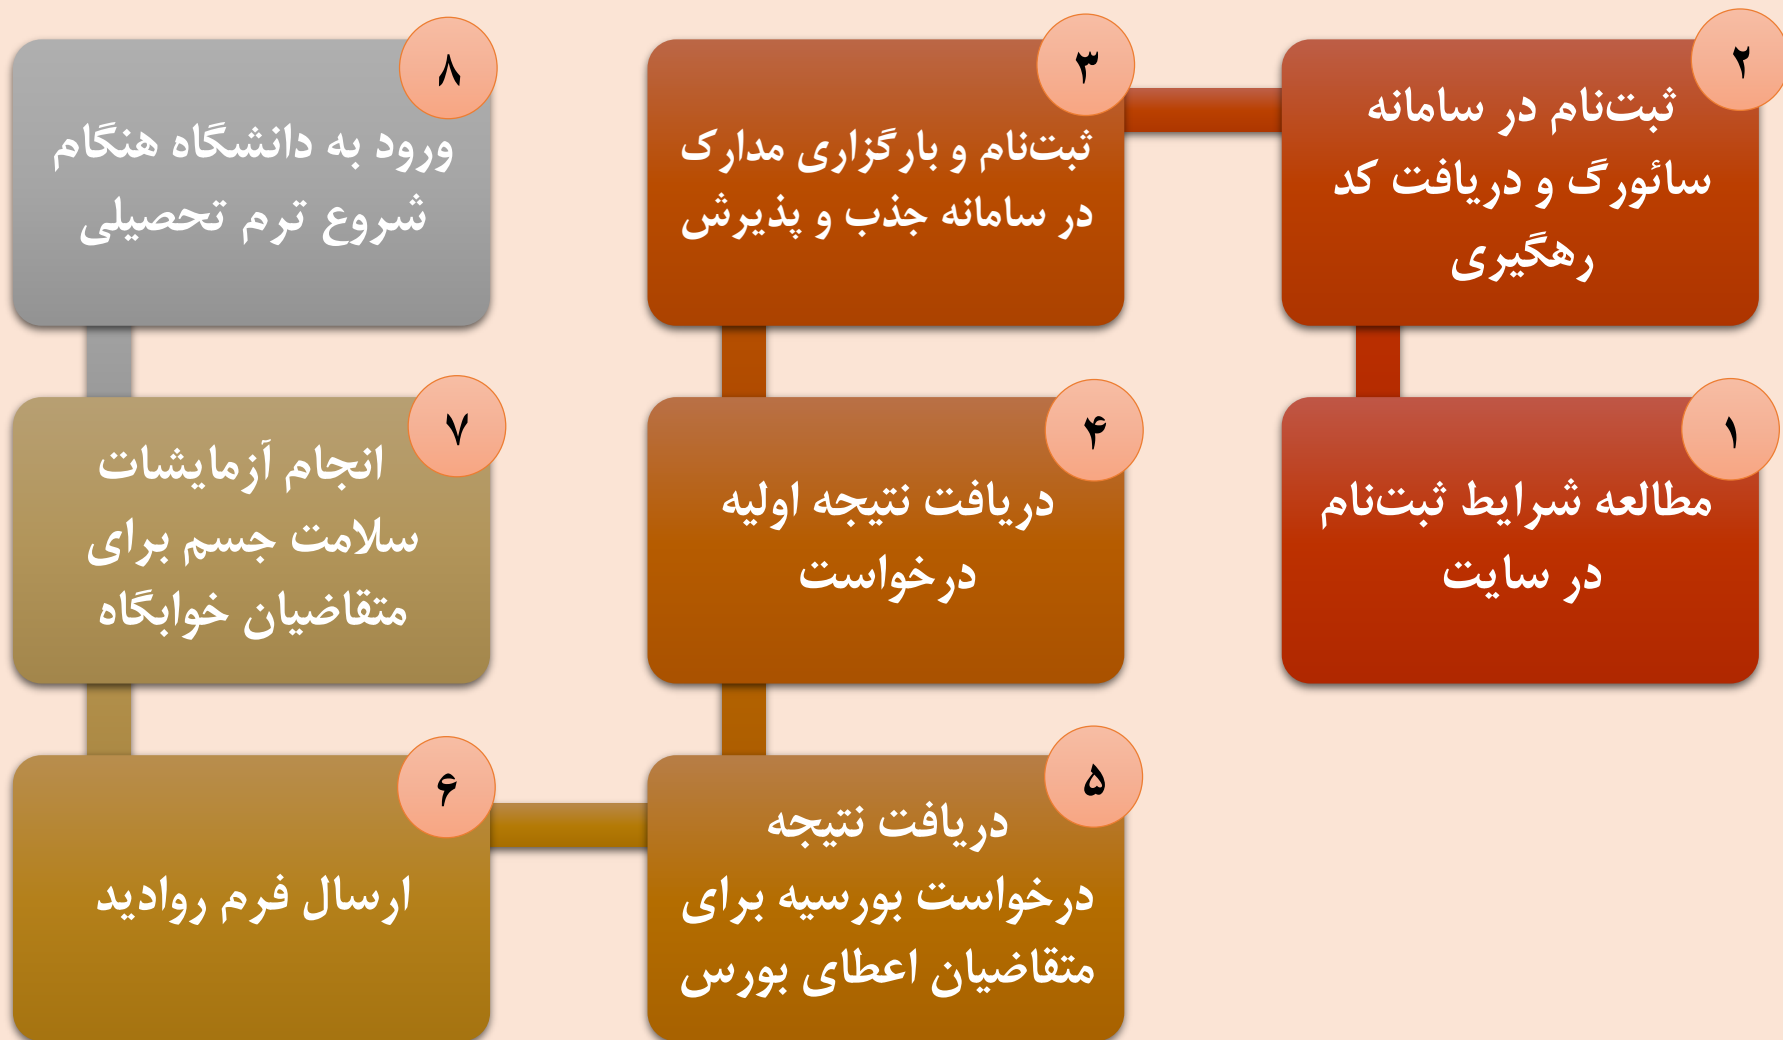 ۱
مطالعه شرایط ثبت‌نام
در سایت
۲
ثبت‌نام در سامانه
سائورگ و دریافت کد
رهگیری
۳
ثبت‌نام و بارگزاری مدارک
در سامانه جذب و پذیرش
۴
دریافت نتیجه اولیه
درخواست
۵
دریافت نتیجه
درخواست بورسیه برای
متقاضیان اعطای بورس
۶
ارسال فرم روادید
۷
انجام آزمایشات
سلامت جسم برای
متقاضیان خوابگاه
۸
ورود به دانشگاه هنگام
شروع ترم تحصیلی